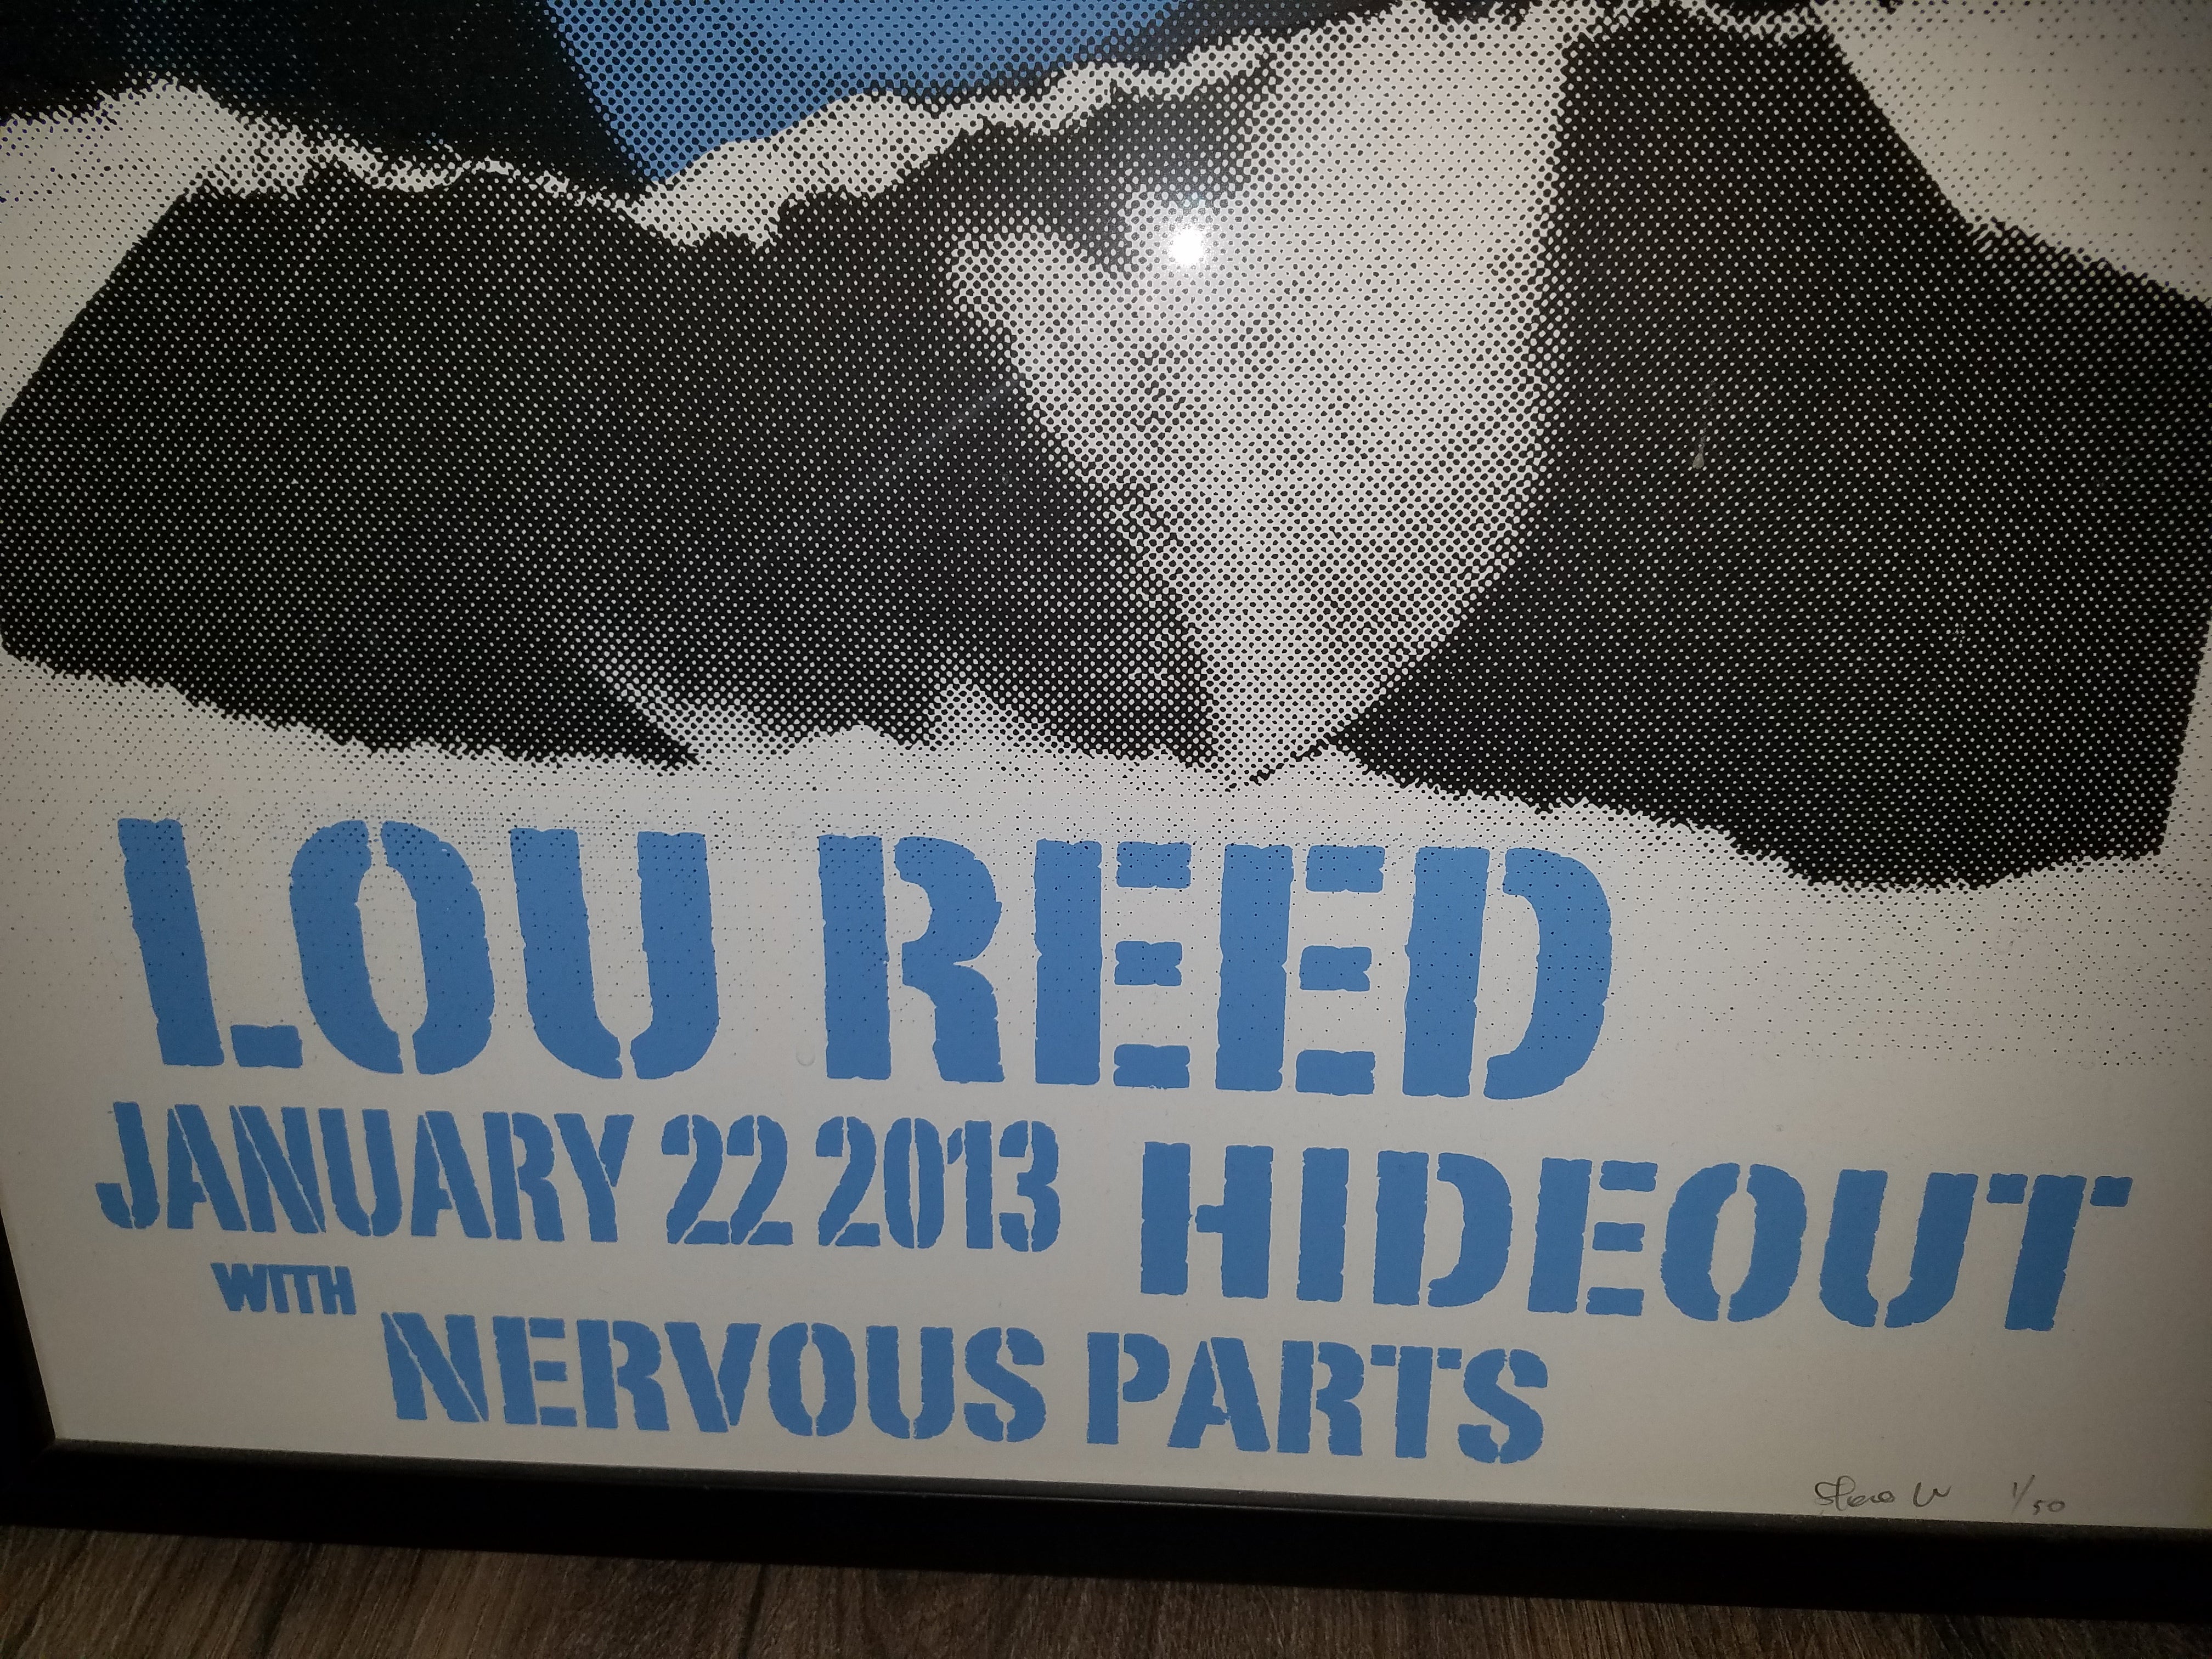 LOU REED
JANUARY 22 2013 HIDEOUT
WITH
NERVOUS PARTS
1/50